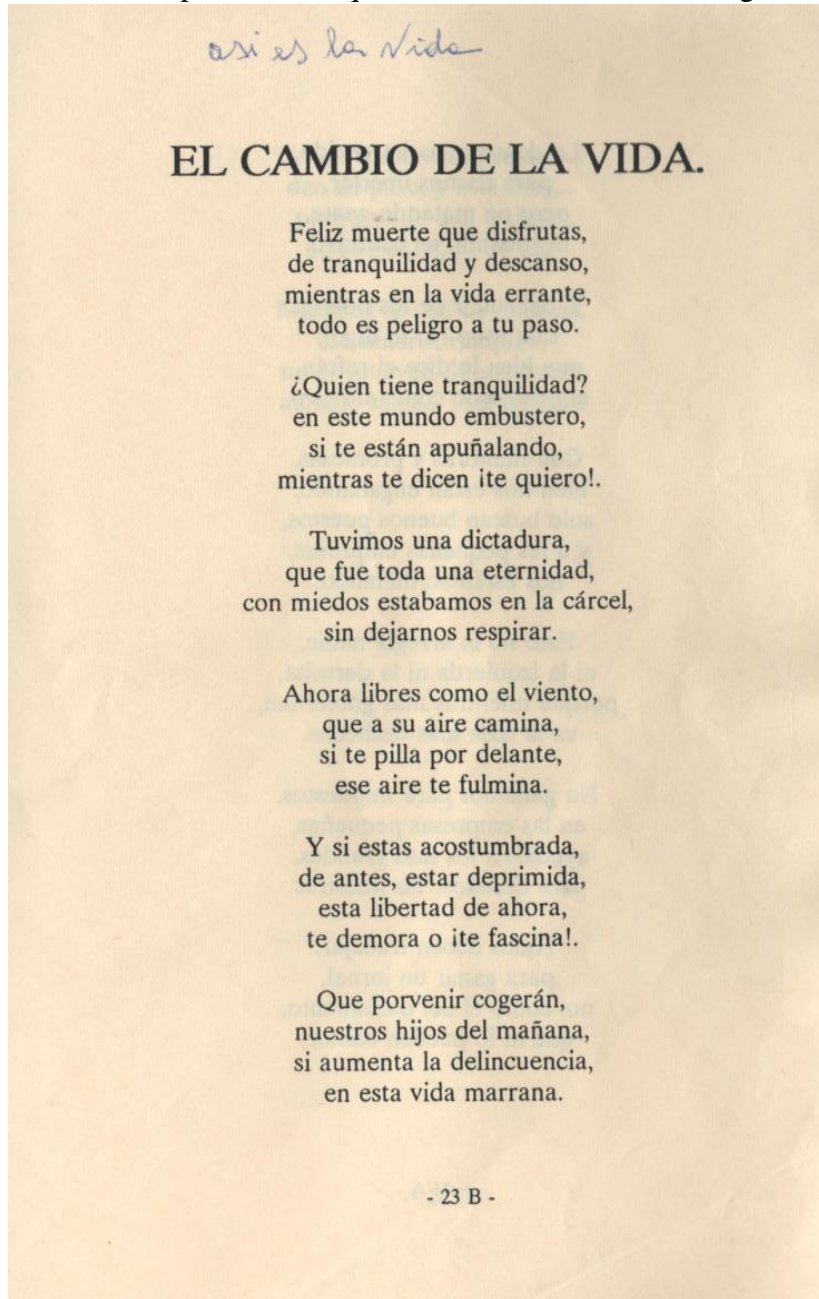 asi es la Vida
EL CAMBIO DE LA VIDA.
Feliz muerte que disfrutas,
de tranquilidad y descanso,
mientras en la vida errante,
todo es peligro a tu paso.
¿Quien tiene tranquilidad?
en este mundo embustero,
si te están apuñalando,
mientras te dicen ¡te quiero!.
Tuvimos una dictadura,
que fue toda una eternidad,
con miedos estabamos en la cárcel,
sin dejarnos respirar.
Ahora libres como el viento,
que a su aire camina,
si te pilla por delante,
ese aire te fulmina.
Y si estas acostumbrada,
de antes, estar deprimida,
esta libertad de ahora,
te demora o ¡te fascina!.
Que porvenir cogerán,
nuestros hijos del mañana,
si aumenta la delincuencia,
en esta vida marrana.
- 23 B -